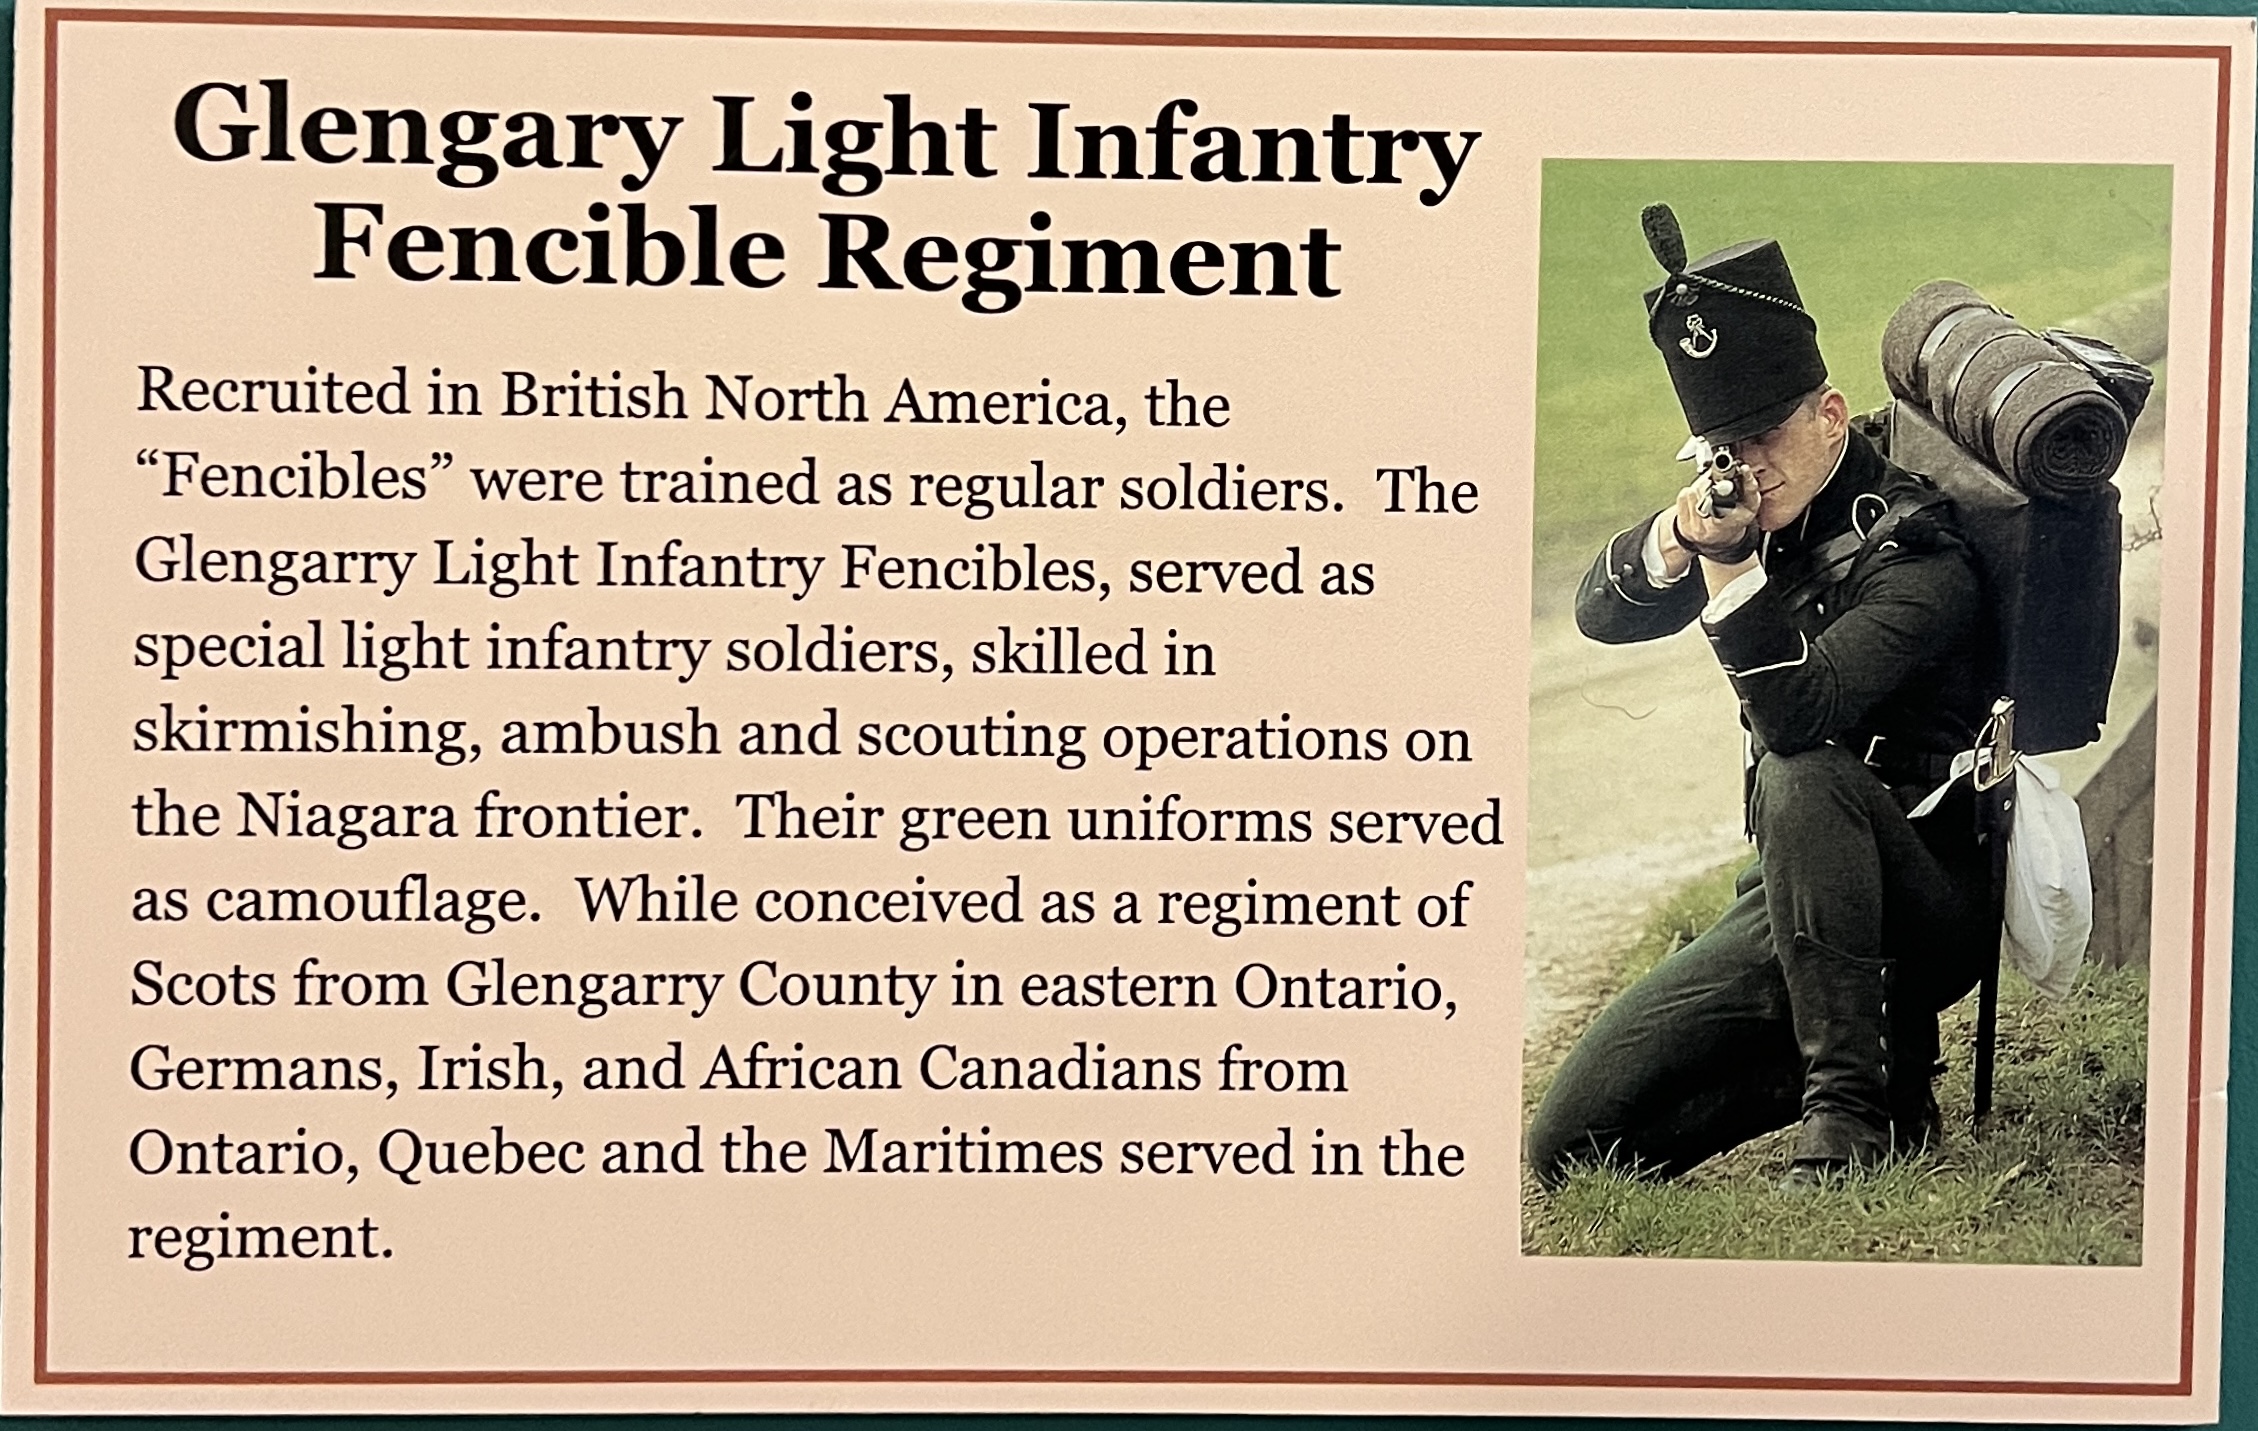 Glengary Light Infantry
Fencible Regiment
Recruited in British North America, the
“Fencibles” were trained as regular soldiers.  The
Glengarry Light Infantry Fencibles, served as
special light infantry soldiers, skilled in
skirmishing, ambush and scouting operations on
the Niagara frontier.  Their green uniforms served
as camouflage.  While conceived as a regiment of
Scots from Glengarry County in eastern Ontario,
Germans, Irish, and African Canadians from
Ontario, Quebec and the Maritimes served in the
regiment.